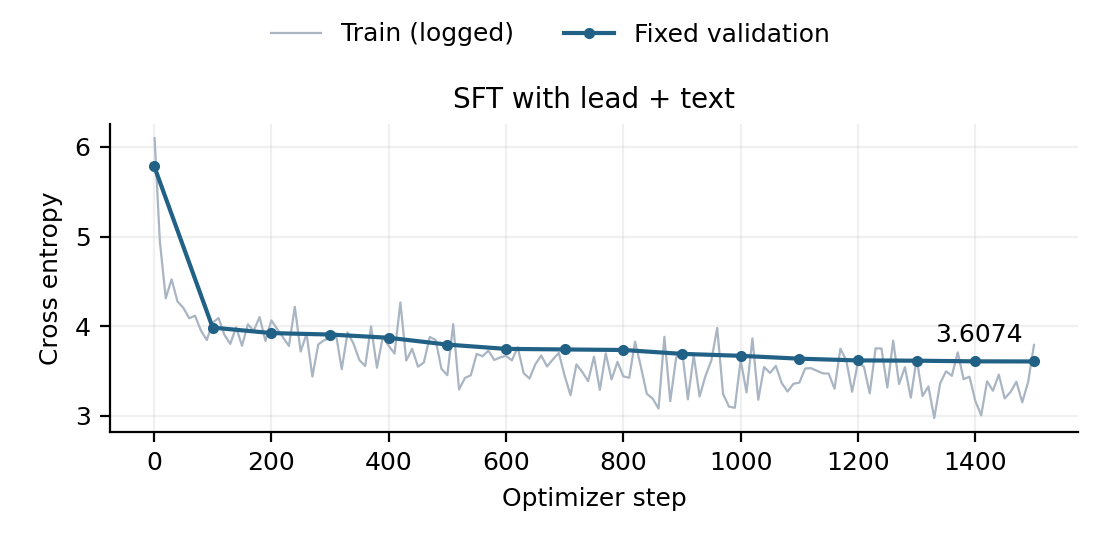 Train (logged) Fixed validation
SFT with lead + text
Cross entropy
6
5
4
3
3.6074
0 200 400 600 800 1000 1200 1400
Optimizer step